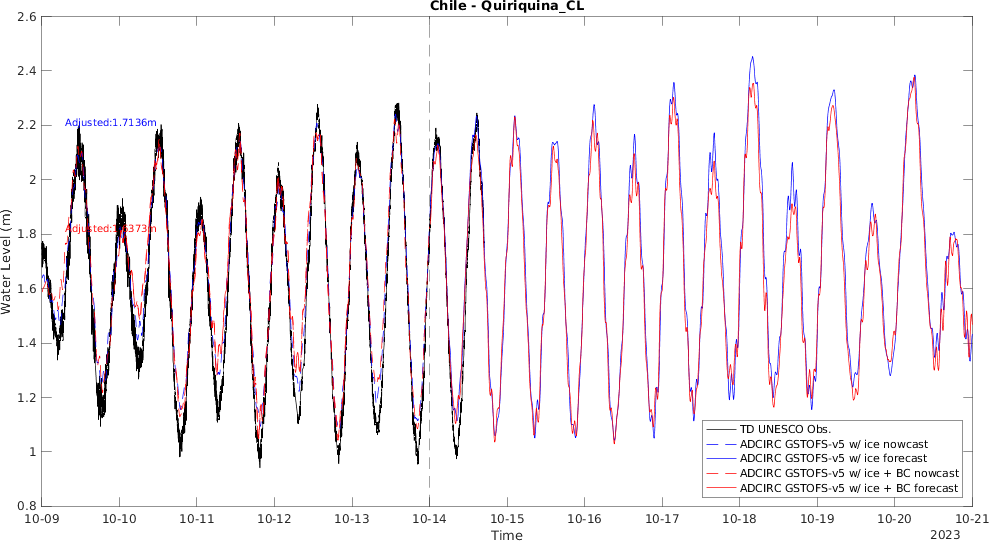 Chile - Quiriquina_CL
2.6
2.4
2.2
2
1.8
1.6
1.4
1.2
1
0.8
Water Level (m)
Adjusted:1.7136m
TD UNESCO Obs.
ADCIRC GSTOFS-v5 w/ ice nowcast
ADCIRC GSTOFS-v5 w/ ice forecast
ADCIRC GSTOFS-v5 w/ ice + BC nowcast
ADCIRC GSTOFS-v5 w/ ice + BC forecast
10-09 10-10 10-11 10-12 10-13 10-14 10-15 10-16 10-17 10-18 10-19 10-20 10-21
Time
2023